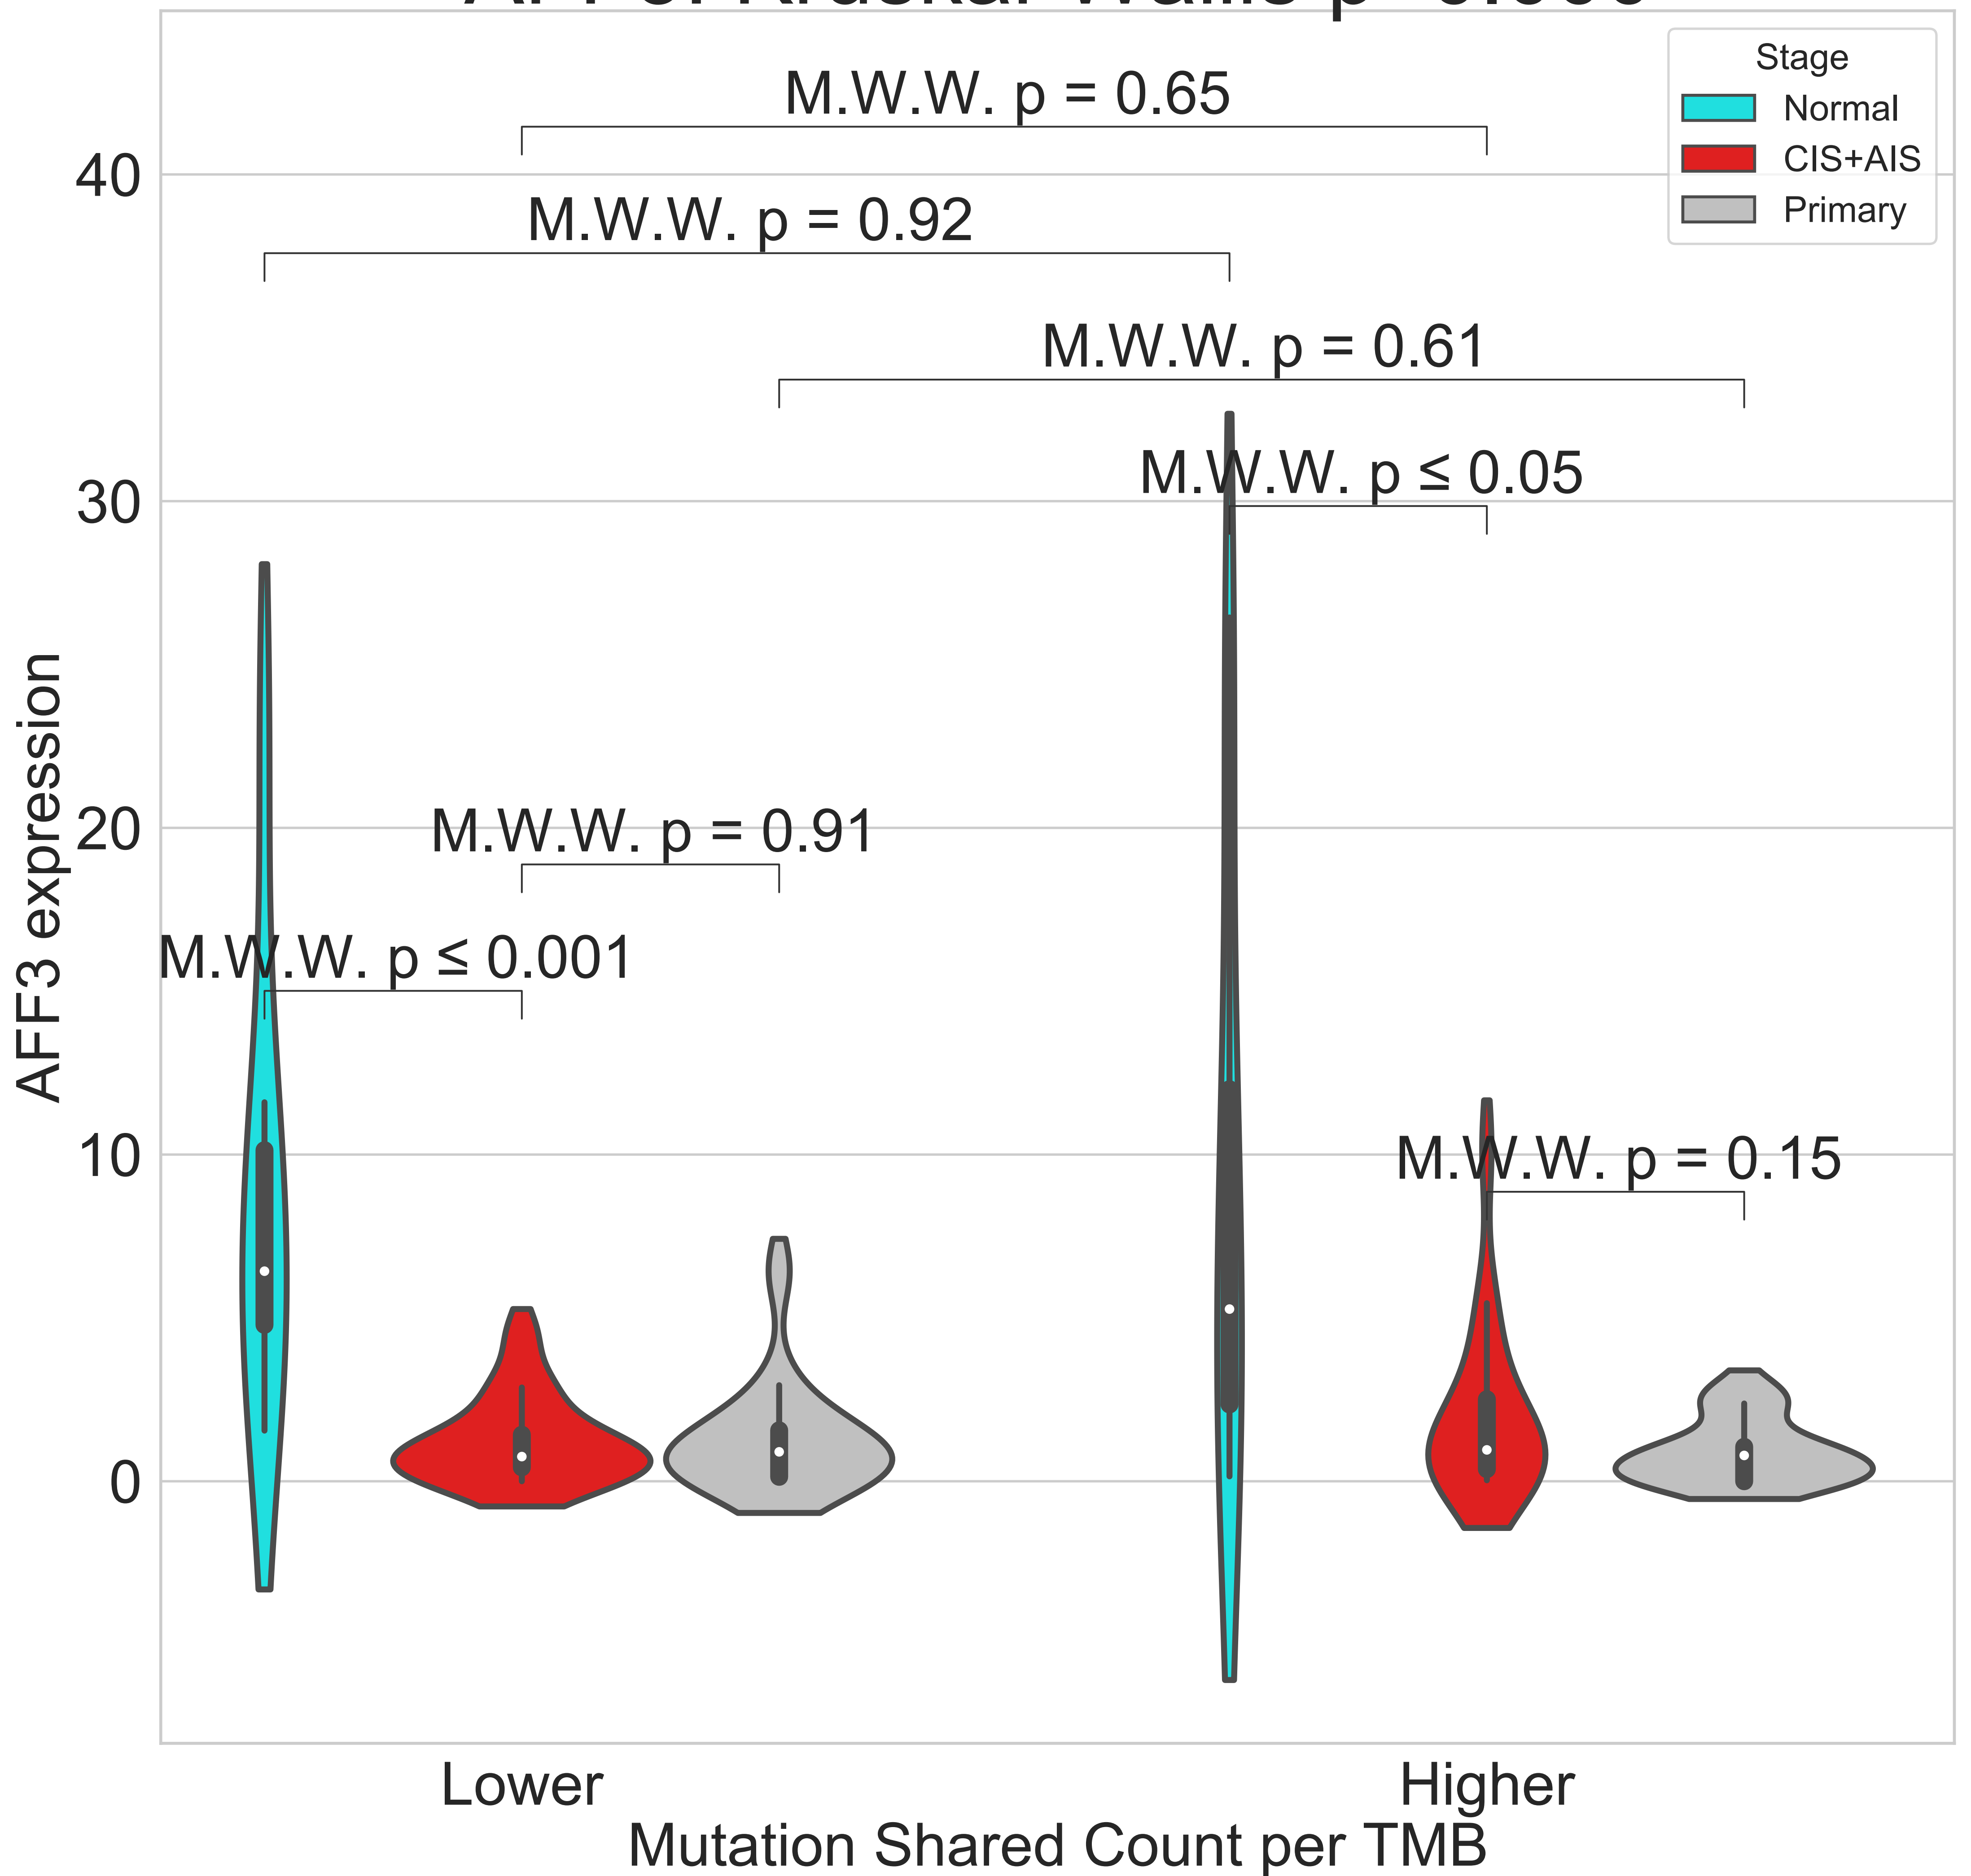 Stage
Normal
CIS+AIS
Primary
M.W.W. p = 0.65
M.W.W. p = 0.92
M.W.W. p = 0.61
M.W.W. p ≤ 0.05
M.W.W. p = 0.91
M.W.W. p ≤ 0.001
M.W.W. p = 0.15
40
30
20
10
0
AFF3 expression
Lower
Higher
Mutation Shared Count per TMB